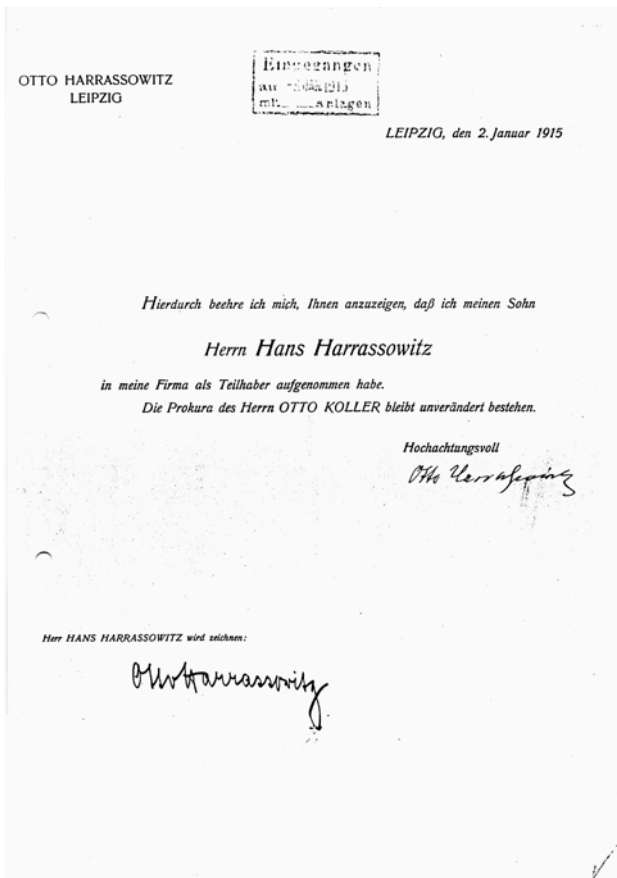 OTTO HARRASSOWITZ
LEIPZIG
Eingegangen
am 1915
Anlagen
LEIPZIG, den 2. Januar 1915
Hierdurch beehre ich mich, Ihnen anzuzeigen, daß ich meinen Sohn
Herrn Hans Harrassowitz
in meine Firma als Teilhaber aufgenommen habe.
Die Prokura des Herrn OTTO KOLLER bleibt unverändert bestehen.
Hochachtungsvoll
Otto Harrassowitz
Herr HANS HARRASSOWITZ wird zeichnen:
Otto Harrassowitz